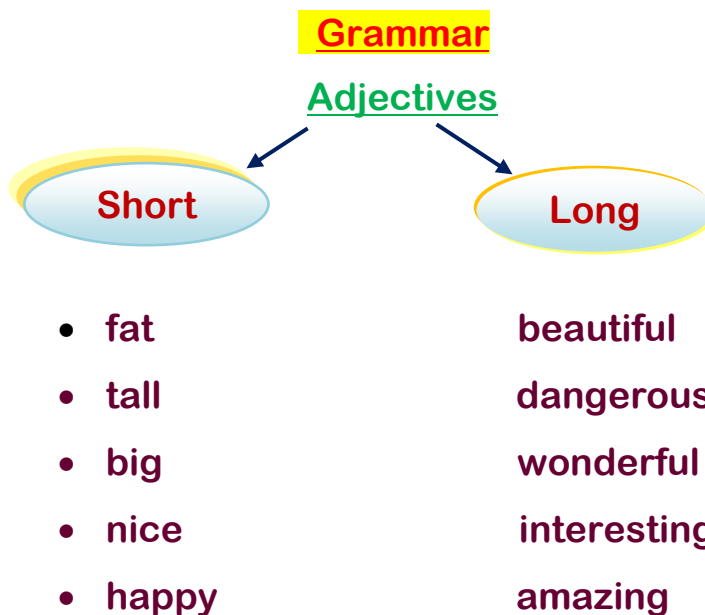 Grammar
Adjectives
Short Long
• fat beautiful
• tall dangerous
• big wonderful
• nice interesting
• happy amazing